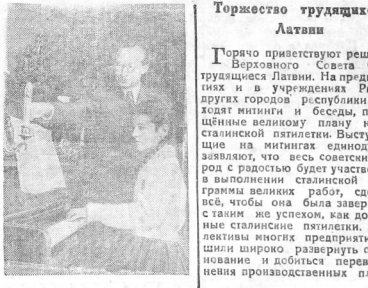 Торжество трудящихс
Латвии
Горячо приветствуют реш
Верховного Совета
трудящиеся Латвии. На пред
тиях и в учреждениях Ри
других городов республики
ходят митинги и беседы, п
щённые великому плану н
сталинской пятилетки. Высту
щие на митингах единод
заявляют, что весь советски
род с радостью будет участво
в выполнении сталинской
граммы великих работ, сде
всё, чтобы она была завер
с таким же успехом, как до
ные сталинские пятилетки.
лективы многих предприят
шили широко развернуть с
нование и добиться перев
нения производственных пл